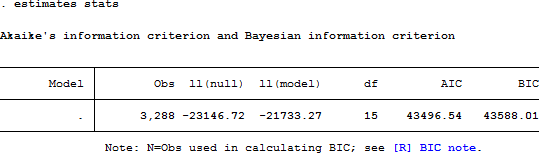 . estimates stats
Akaike's information criterion and Bayesian information criterion
Model Obs ll(null) ll(model) df AIC BIC
. 3,288 -23146.72 -21733.27 15 43496.54 43588.01
Note: N=Obs used in calculating BIC; see [R] BIC note.